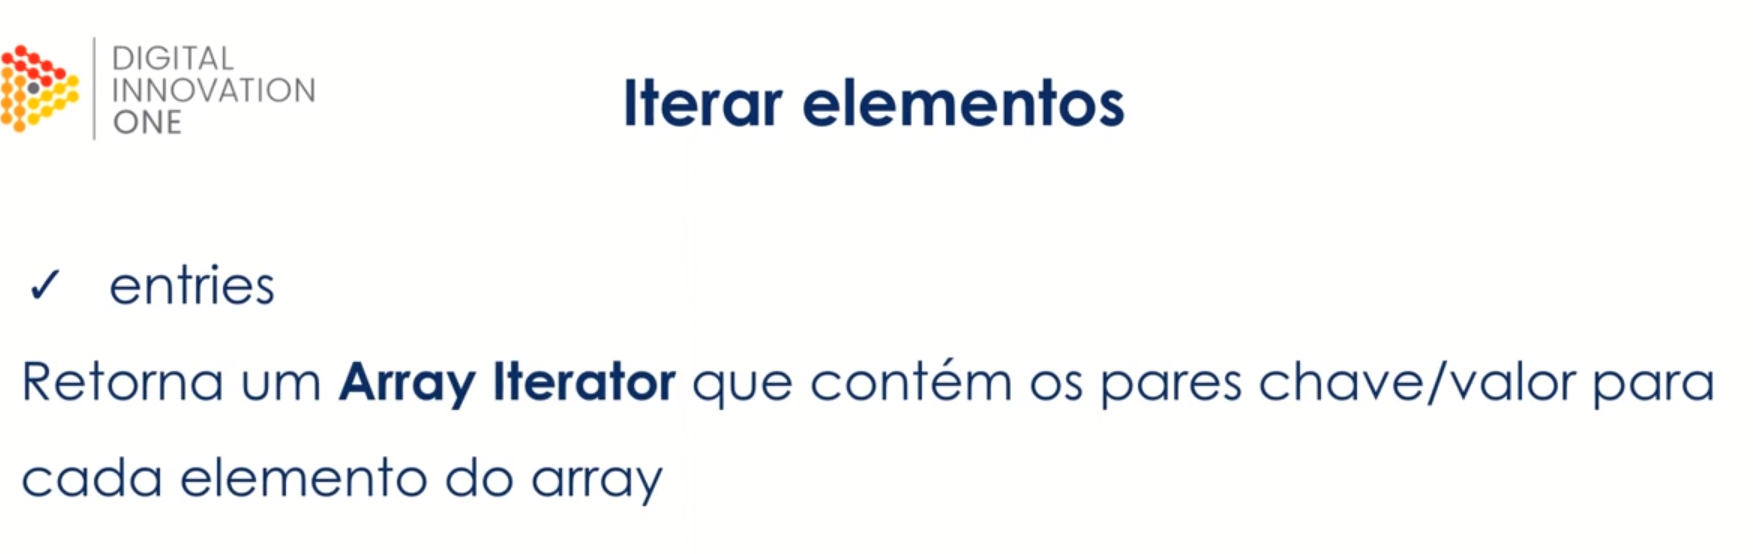 DIGITAL
INNOVATION
ONE
Iterar elementos
✓ entries
Retorna um Array Iterator que contém os pares chave/valor para
cada elemento do array